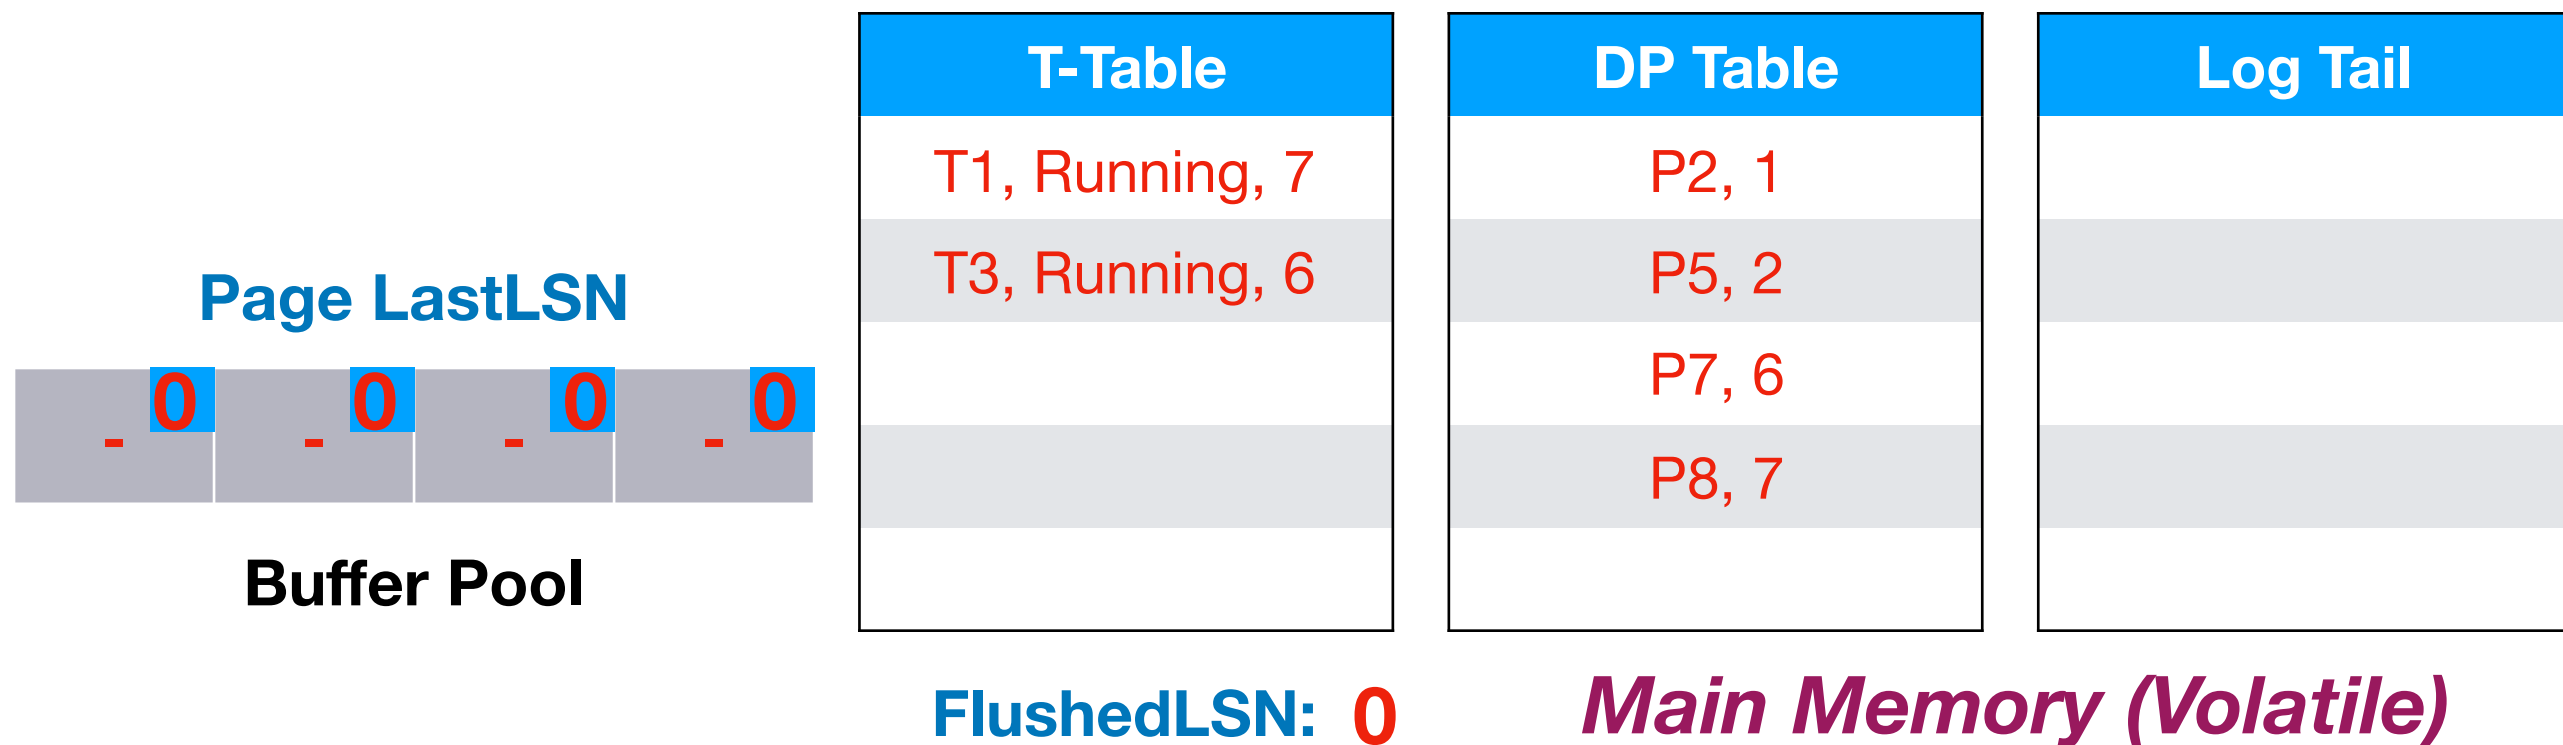 T-Table
DP Table
Log Tail
T1, Running, 7
P2, 1
T3, Running, 6
P5, 2
Page LastLSN
P7, 6
0 0 0 0
- - - -
P8, 7
Buffer Pool
FlushedLSN: 0
Main Memory (Volatile)